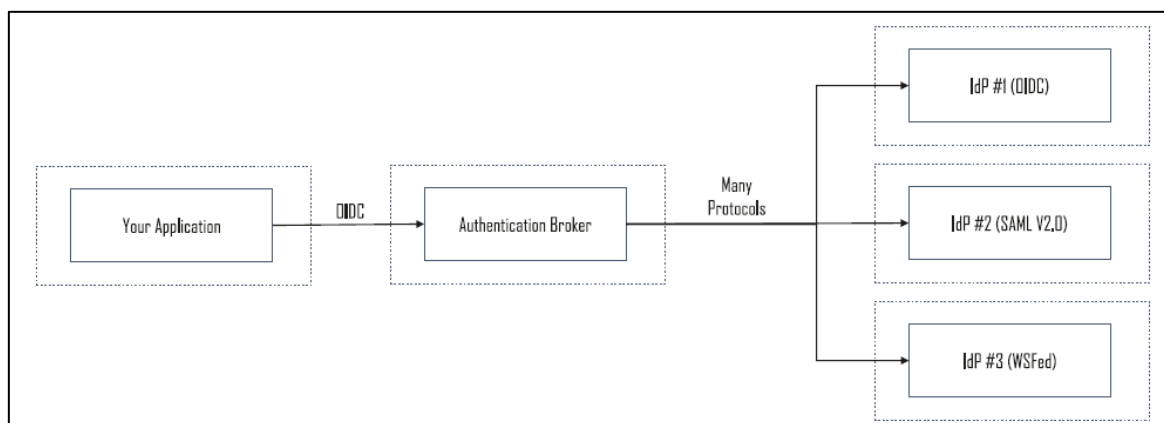 Your Application
OIDC
Authentication Broker
Many
Protocols
IdP #1 (OIDC)
IdP #2 (SAML V2.0)
IdP #3 (WSFed)